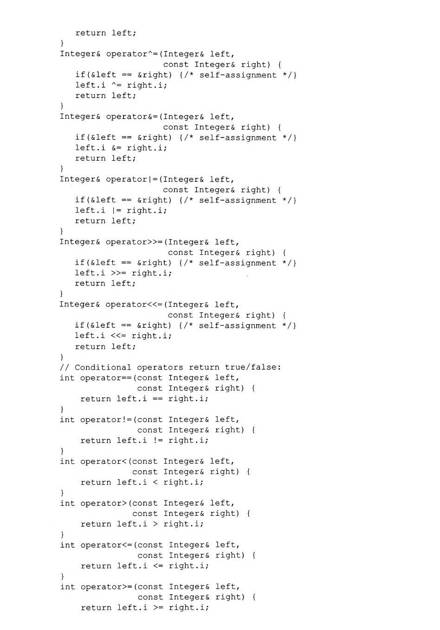 return left;
}
Integer& operator^=(Integer& left,
const Integer& right) {
if(&left == &right) {/* self-assignment */}
left.i ^= right.i;
return left;
}
Integer& operator&=(Integer& left,
const Integer& right) {
if(&left == &right) {/* self-assignment */}
left.i &= right.i;
return left;
}
Integer& operator|=(Integer& left,
const Integer& right) {
if(&left == &right) {/* self-assignment */}
left.i |= right.i;
return left;
}
Integer& operator>>=(Integer& left,
const Integer& right) {
if(&left == &right) {/* self-assignment */}
left.i >>= right.i;
return left;
}
Integer& operator<<=(Integer& left,
const Integer& right) {
if(&left == &right) {/* self-assignment */}
left.i <<= right.i;
return left;
}
// Conditional operators return true/false:
int operator==(const Integer& left,
const Integer& right) {
return left.i == right.i;
}
int operator!=(const Integer& left,
const Integer& right) {
return left.i != right.i;
}
int operator<(const Integer& left,
const Integer& right) {
return left.i < right.i;
}
int operator>(const Integer& left,
const Integer& right) {
return left.i > right.i;
}
int operator<=(const Integer& left,
const Integer& right) {
return left.i <= right.i;
}
int operator>=(const Integer& left,
const Integer& right) {
return left.i >= right.i;